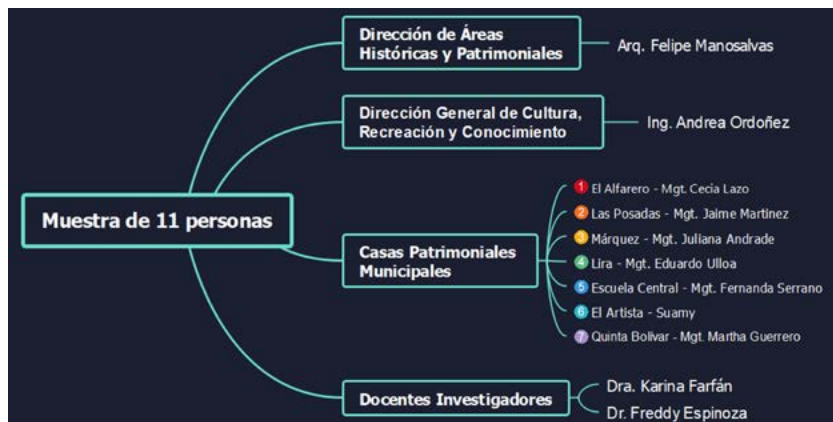 Dirección de Áreas
Históricas y Patrimoniales
Arq. Felipe Manosalvas
Dirección General de Cultura,
Recreación y Conocimiento
Ing. Andrea Ordoñez
Muestra de 11 personas
Casas Patrimoniales
Municipales
1 El Alfarero - Mgt. Cecia Lazo
2 Las Posadas - Mgt. Jaime Martinez
3 Márquez - Mgt. Juliana Andrade
4 Lira - Mgt. Eduardo Ulloa
5 Escuela Central - Mgt. Fernanda Serrano
6 El Artista - Suamy
7 Quinta Bolivar - Mgt. Martha Guerrero
Docentes Investigadores
Dra. Karina Farfán
Dr. Freddy Espinoza